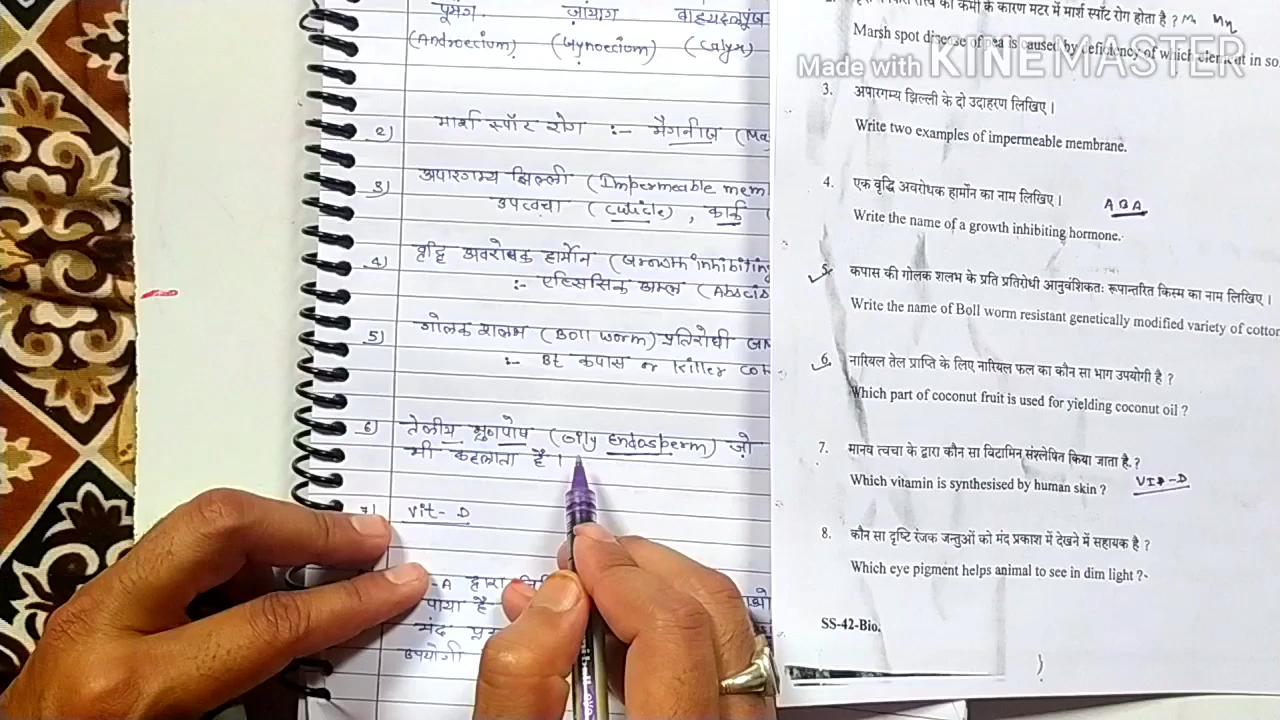 पूमंग जायांग बाह्यदलपुंज
(Androecium) (Gynoecium) (Calyx)
2) मार्श स्पॉट रोग :- मैंगनीज (Ma
3) अपारगम्य झिल्ली (Impermeable mem
उपत्वचा (cuticle), कार्क (
4) वृद्धि अवरोधक हार्मोन (Growth inhibiting
:- एब्सिसिक अम्ल (Abscis
5) गोलक शलभ (Boll worm) प्रतिरोधी
:- Bt कपास or killer cot
6) तेलीय भ्रूणपोष (oily endosperm) जो
भी कहलाता है।
7) Vit- D
-A द्वारा
पाया है
मंद
उपयोगी
की कमी के कारण मटर में मार्श स्पॉट रोग होता है ? Mn
Marsh spot disease of pea is caused by deficiency of which element in so
Made with KINEMASTER
3. अपारगम्य झिल्ली के दो उदाहरण लिखिए।
Write two examples of impermeable membrane.
4. एक वृद्धि अवरोधक हार्मोन का नाम लिखिए। ABA
Write the name of a growth inhibiting hormone.
5. कपास की गोलक शलभ के प्रति प्रतिरोधी आनुवंशिकतः रूपान्तरित किस्म का नाम लिखिए।
Write the name of Boll worm resistant genetically modified variety of cotto
6. नारियल तेल प्राप्ति के लिए नारियल फल का कौन सा भाग उपयोगी है ?
Which part of coconut fruit is used for yielding coconut oil ?
7. मानव त्वचा के द्वारा कौन सा विटामिन संश्लेषित किया जाता है ?
Which vitamin is synthesised by human skin ? VIT-D
8. कौन सा दृष्टि रंजक जन्तुओं को मंद प्रकाश में देखने में सहायक है ?
Which eye pigment helps animal to see in dim light ?
SS-42-Bio.